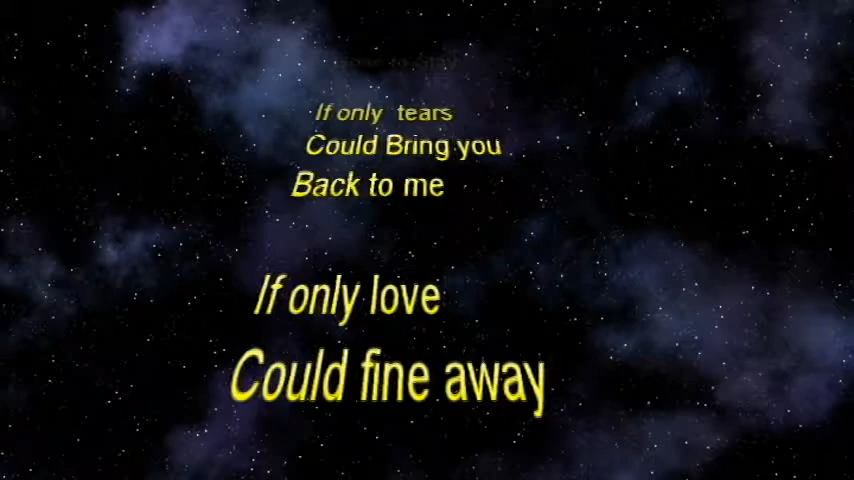 If only tears
Could Bring you
Back to me
If only love
Could fine away